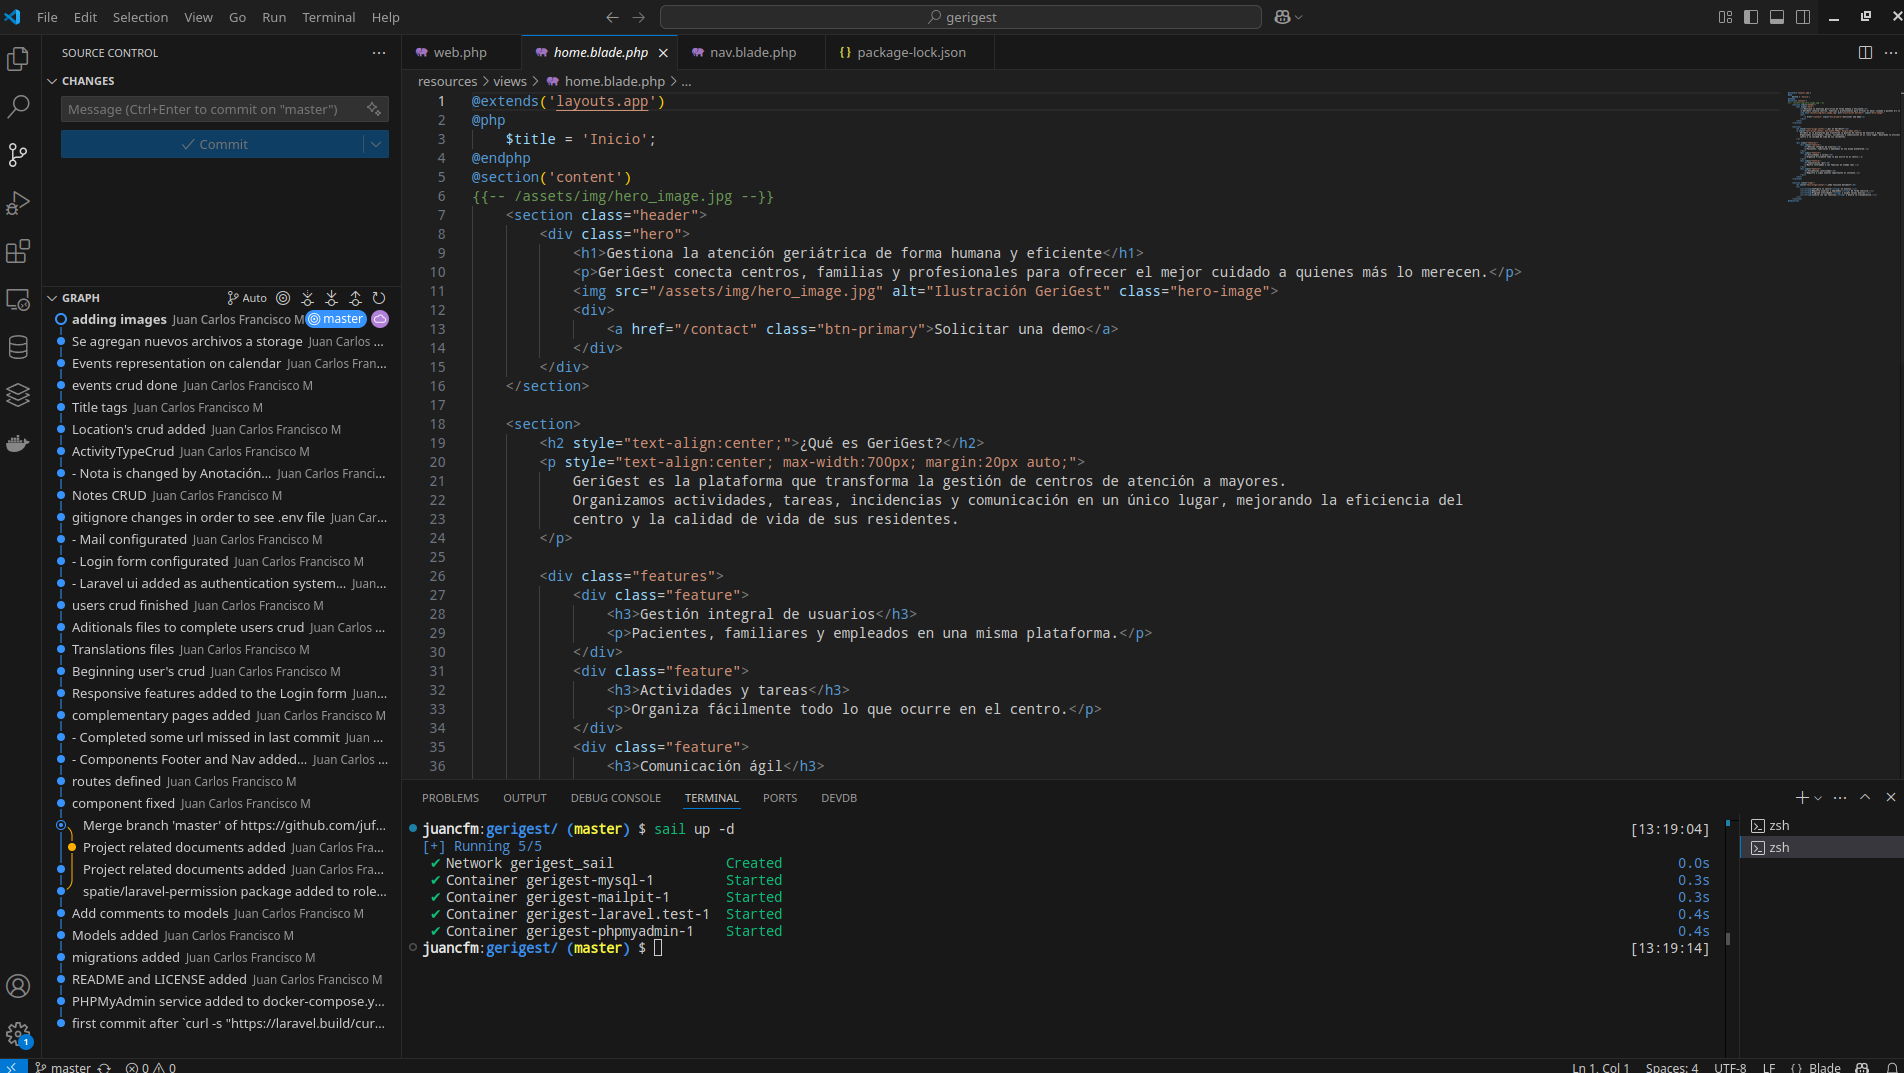 File Edit Selection View Go Run Terminal Help
gerigest
SOURCE CONTROL
CHANGES
Message (Ctrl+Enter to commit on "master")
Commit
GRAPH
Auto
adding images Juan Carlos Francisco M master
Se agregan nuevos archivos a storage Juan Carlos ...
Events representation on calendar Juan Carlos Fran...
events crud done Juan Carlos Francisco M
Title tags Juan Carlos Francisco M
Location's crud added Juan Carlos Francisco M
ActivityTypeCrud Juan Carlos Francisco M
- Nota is changed by Anotación... Juan Carlos Franci...
Notes CRUD Juan Carlos Francisco M
gitignore changes in order to see .env file Juan Car...
- Mail configurated Juan Carlos Francisco M
- Login form configurated Juan Carlos Francisco M
- Laravel ui added as authentication system... Juan...
users crud finished Juan Carlos Francisco M
Aditionals files to complete users crud Juan Carlos ...
Translations files Juan Carlos Francisco M
Beginning user's crud Juan Carlos Francisco M
Responsive features added to the Login form Juan...
complementary pages added Juan Carlos Francisco M
- Completed some url missed in last commit Juan ...
- Components Footer and Nav added... Juan Carlos ...
routes defined Juan Carlos Francisco M
component fixed Juan Carlos Francisco M
Merge branch 'master' of https://github.com/juf...
Project related documents added Juan Carlos Fra...
Project related documents added Juan Carlos Fra...
spatie/laravel-permission package added to role...
Add comments to models Juan Carlos Francisco M
Models added Juan Carlos Francisco M
migrations added Juan Carlos Francisco M
README and LICENSE added Juan Carlos Francisco M
PHPMyAdmin service added to docker-compose.y...
first commit after `curl -s "https://laravel.build/cur...
web.php home.blade.php nav.blade.php {} package-lock.json
resources > views > home.blade.php > ...
1 @extends('layouts.app')
2 @php
3 $title = 'Inicio';
4 @endphp
5 @section('content')
6 {{-- /assets/img/hero_image.jpg --}}
7 <section class="header">
8 <div class="hero">
9 <h1>Gestiona la atención geriátrica de forma humana y eficiente</h1>
10 <p>GeriGest conecta centros, familias y profesionales para ofrecer el mejor cuidado a quienes más lo merecen.</p>
11 <img src="/assets/img/hero_image.jpg" alt="Ilustración GeriGest" class="hero-image">
12 <div>
13 <a href="/contact" class="btn-primary">Solicitar una demo</a>
14 </div>
15 </div>
16 </section>
17
18 <section>
19 <h2 style="text-align:center;">¿Qué es GeriGest?</h2>
20 <p style="text-align:center; max-width:700px; margin:20px auto;">
21 GeriGest es la plataforma que transforma la gestión de centros de atención a mayores.
22 Organizamos actividades, tareas, incidencias y comunicación en un único lugar, mejorando la eficiencia del
23 centro y la calidad de vida de sus residentes.
24 </p>
25
26 <div class="features">
27 <div class="feature">
28 <h3>Gestión integral de usuarios</h3>
29 <p>Pacientes, familiares y empleados en una misma plataforma.</p>
30 </div>
31 <div class="feature">
32 <h3>Actividades y tareas</h3>
33 <p>Organiza fácilmente todo lo que ocurre en el centro.</p>
34 </div>
35 <div class="feature">
36 <h3>Comunicación ágil</h3>
PROBLEMS OUTPUT DEBUG CONSOLE TERMINAL PORTS DEVDB
juancfm:gerigest/ (master) $ sail up -d [13:19:04]
[+] Running 5/5
✔ Network gerigest_sail Created 0.0s
✔ Container gerigest-mysql-1 Started 0.3s
✔ Container gerigest-mailpit-1 Started 0.3s
✔ Container gerigest-laravel.test-1 Started 0.4s
✔ Container gerigest-phpmyadmin-1 Started 0.4s
juancfm:gerigest/ (master) $ [13:19:14]
zsh
zsh
1
master 0 0 Ln 1, Col 1 Spaces: 4 UTF-8 LF {} Blade